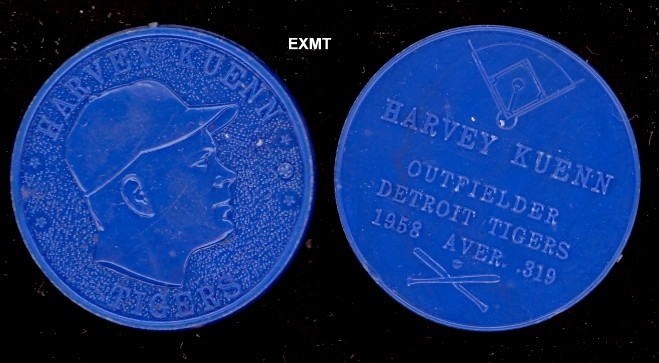 EXMT
HARVEY KUENN
TIGERS
HARVEY KUENN
OUTFIELDER
DETROIT TIGERS
1958 AVER. .319